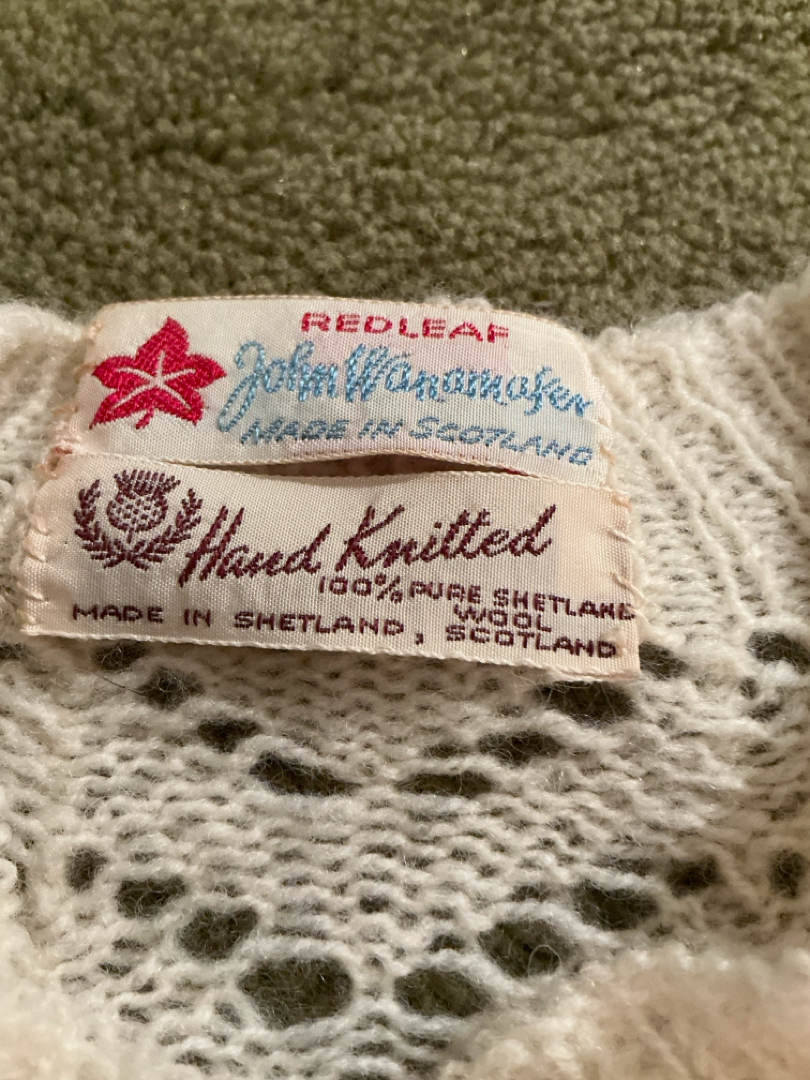 REDLEAF
John Wanamaker
MADE IN SCOTLAND
Hand Knitted
100% PURE SHETLAND
WOOL
MADE IN SHETLAND, SCOTLAND